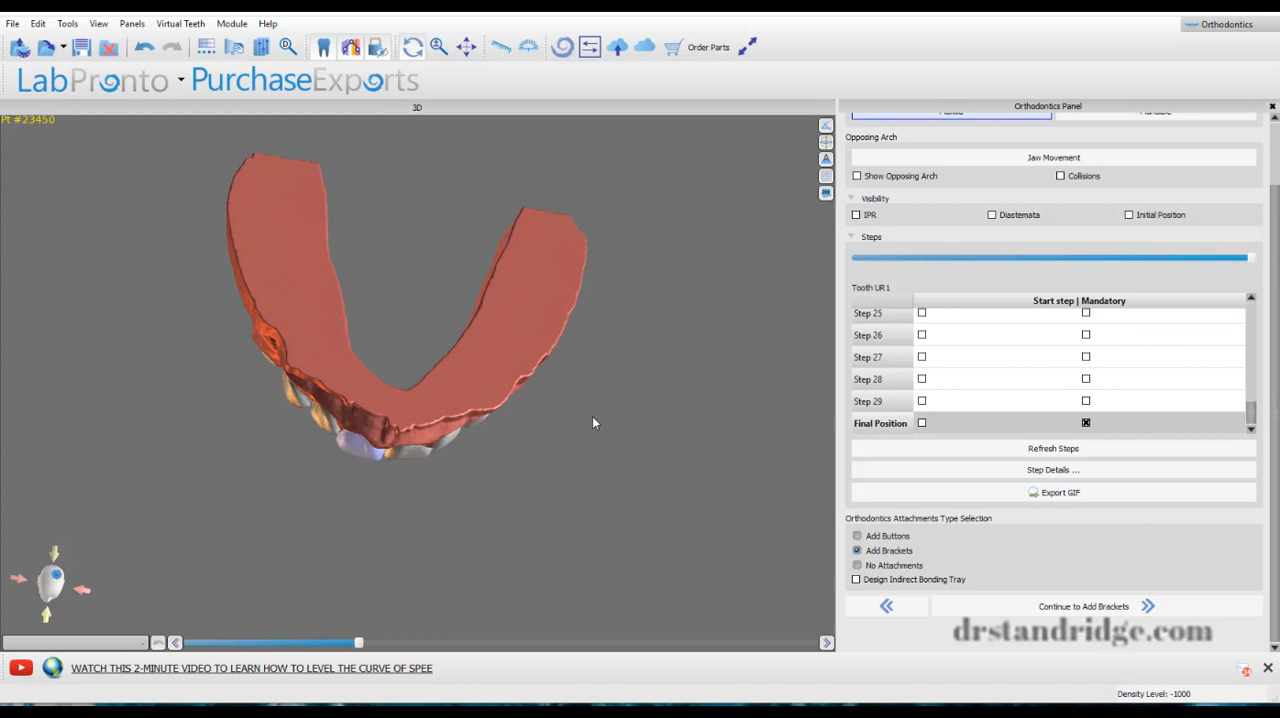 File Edit Tools View Panels Virtual Teeth Module Help
Orthodontics
Order Parts
LabPronto PurchaseExports
3D
Orthodontics Panel
Pt #23450
Opposing Arch
Jaw Movement
Show Opposing Arch Collisions
Visibility
IPR Diastemata Initial Position
Steps
Tooth UR1
Start step | Mandatory
Step 25
Step 26
Step 27
Step 28
Step 29
Final Position
Refresh Steps
Step Details ...
Export GIF
Orthodontics Attachments Type Selection
Add Buttons
Add Brackets
No Attachments
Design Indirect Bonding Tray
Continue to Add Brackets
drstandridge.com
WATCH THIS 2-MINUTE VIDEO TO LEARN HOW TO LEVEL THE CURVE OF SPEE
Density Level: -1000